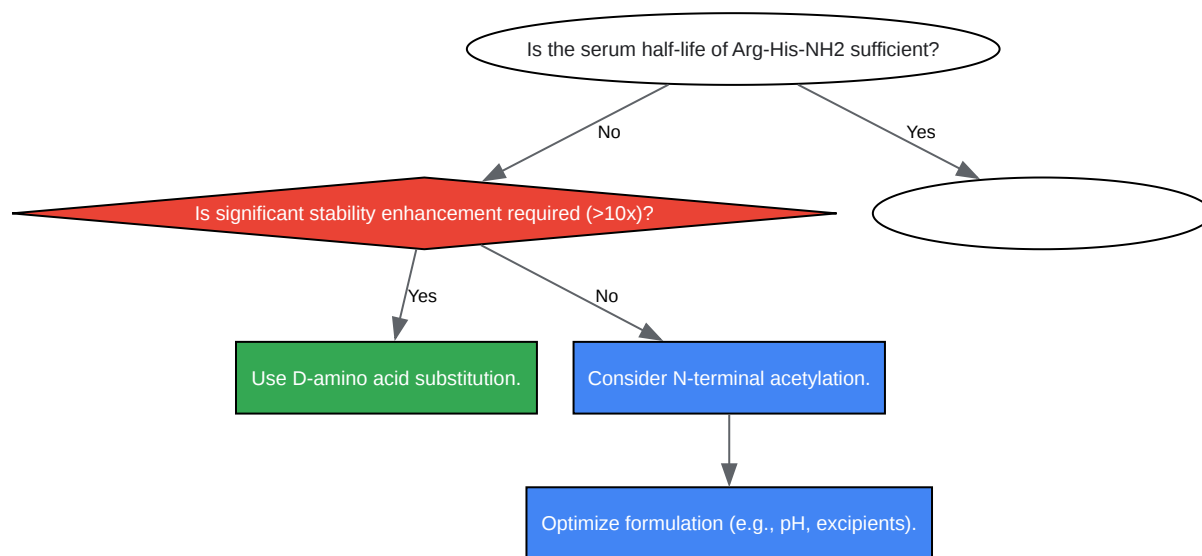 Is the serum half-life of Arg-His-NH2 sufficient?
No
Yes
Is significant stability enhancement required (>10x)?
Yes
No
Use D-amino acid substitution.
Consider N-terminal acetylation.
Optimize formulation (e.g., pH, excipients).